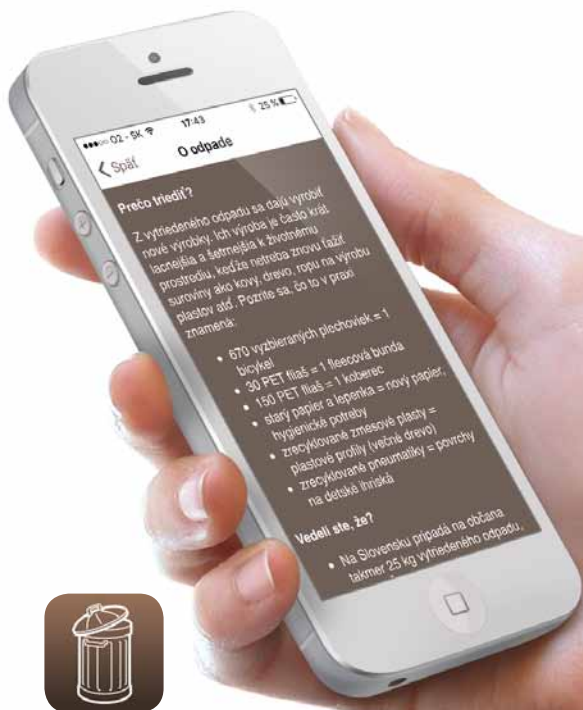 O2 - SK 17:43 25 %
Späť O odpade
Prečo triediť?
Z vytriedeného odpadu sa dajú vyrobiť
nové výrobky. Ich výroba je často krát
lacnejšia a šetrnejšia k životnému
prostrediu, keďže netreba znovu ťažiť
suroviny ako kovy, drevo, ropu na výrobu
plastov atď. Pozrite sa, čo to v praxi
znamená:
• 670 vyzbieraných plechoviek = 1
bicykel
• 30 PET fliaš = 1 fleecová bunda
• 150 PET fliaš = 1 koberec
• starý papier a lepenka = nový papier,
hygienické potreby
• zrecyklované zmesové plasty =
plastové profily (večné drevo)
• zrecyklované pneumatiky = povrchy
na detské ihriská
Vedeli ste, že?
• Na Slovensku pripadá na občana
takmer 25 kg vytriedeného odpadu,